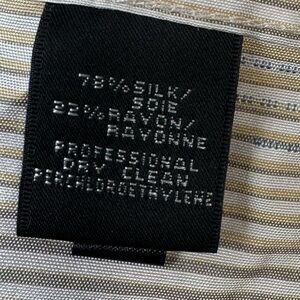 78% SILK/
SOIE
22% RAYON/
RAYONNE
PROFESSIONAL
DRY CLEAN
PERCHLOROETHYLENE